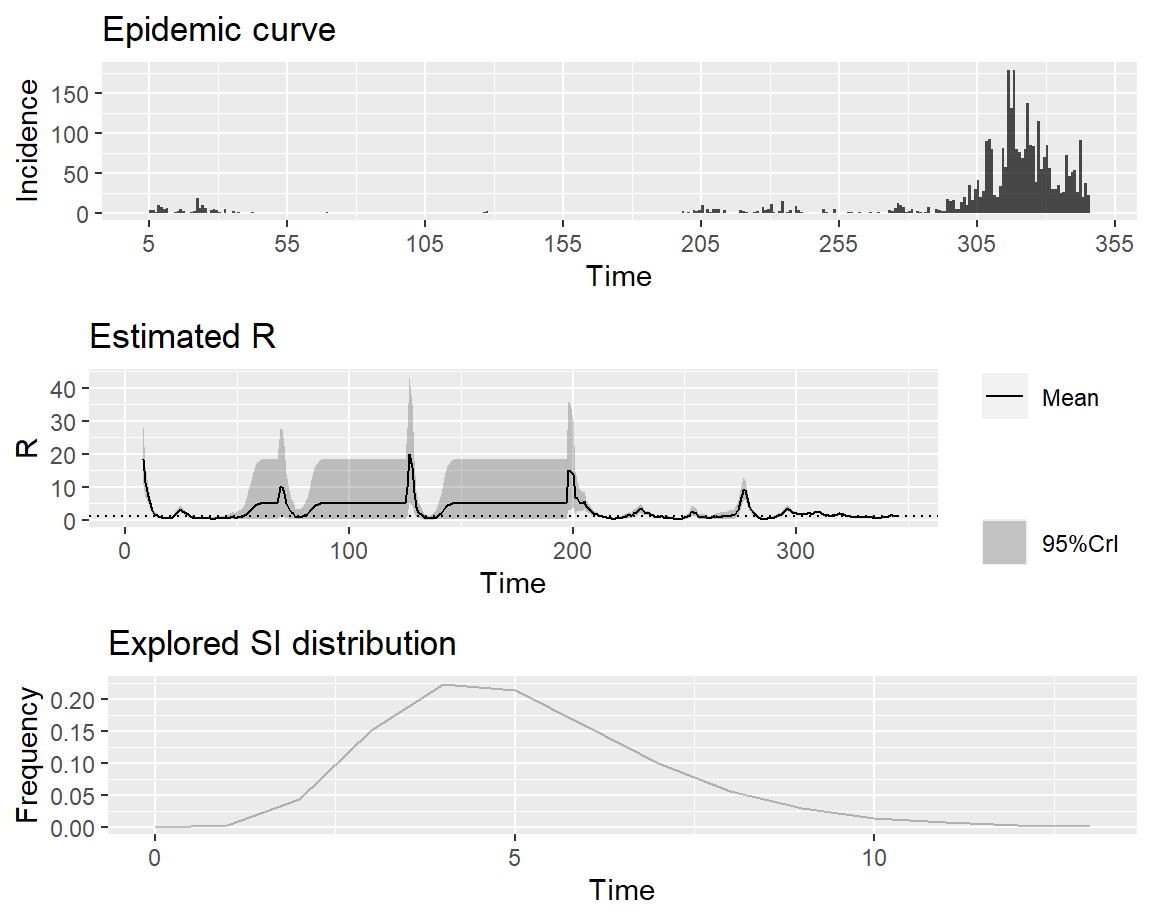 Epidemic curve
Incidence
150
100
50
0
5 55 105 155 205 255 305 355
Time
Estimated R
R
40
30
20
10
0
0 100 200 300
Time
Mean
95%CrI
Explored SI distribution
Frequency
0.20
0.15
0.10
0.05
0.00
0 5 10
Time